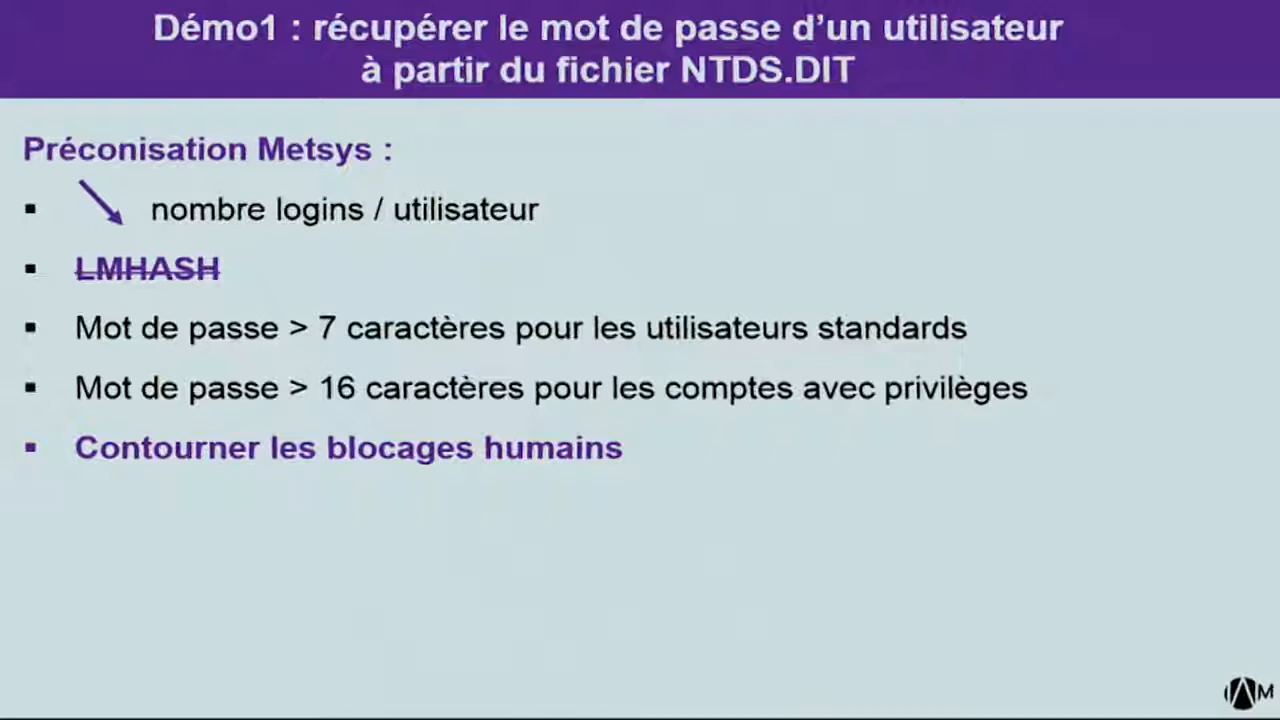 Démo1 : récupérer le mot de passe d’un utilisateur
à partir du fichier NTDS.DIT
Préconisation Metsys :
▪ nombre logins / utilisateur
▪ LMHASH
▪ Mot de passe > 7 caractères pour les utilisateurs standards
▪ Mot de passe > 16 caractères pour les comptes avec privilèges
▪ Contourner les blocages humains